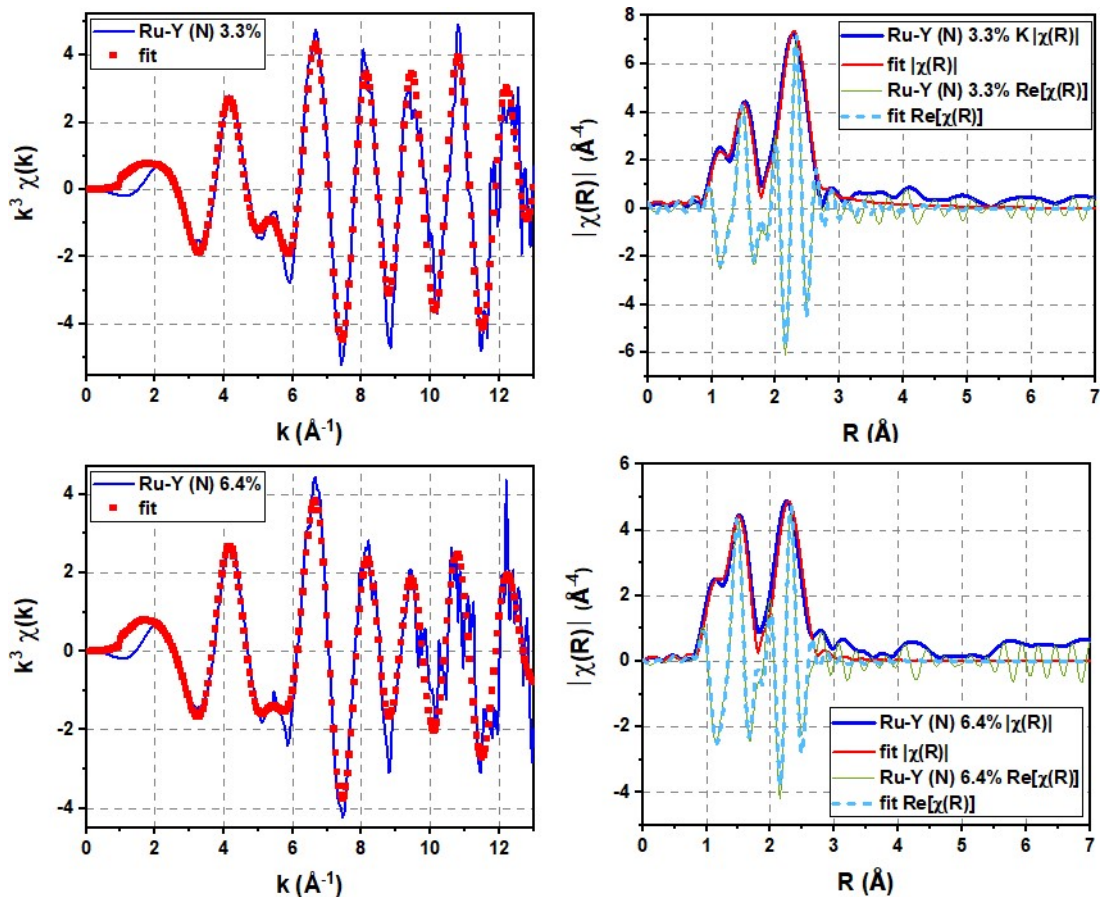 Ru-Y (N) 3.3%
fit
4
2
0
-2
-4
k³ χ(k)
0 2 4 6 8 10 12
k (Å⁻¹)
Ru-Y (N) 3.3% K |χ(R)|
fit |χ(R)|
Ru-Y (N) 3.3% Re[χ(R)]
fit Re[χ(R)]
8
6
4
2
0
-2
-4
-6
|χ(R)| (Å⁻⁴)
0 1 2 3 4 5 6 7
R (Å)
Ru-Y (N) 6.4%
fit
4
2
0
-2
-4
k³ χ(k)
0 2 4 6 8 10 12
k (Å⁻¹)
6
4
2
0
-2
-4
|χ(R)| (Å⁻⁴)
Ru-Y (N) 6.4% |χ(R)|
fit |χ(R)|
Ru-Y (N) 6.4% Re[χ(R)]
fit Re[χ(R)]
0 1 2 3 4 5 6 7
R (Å)